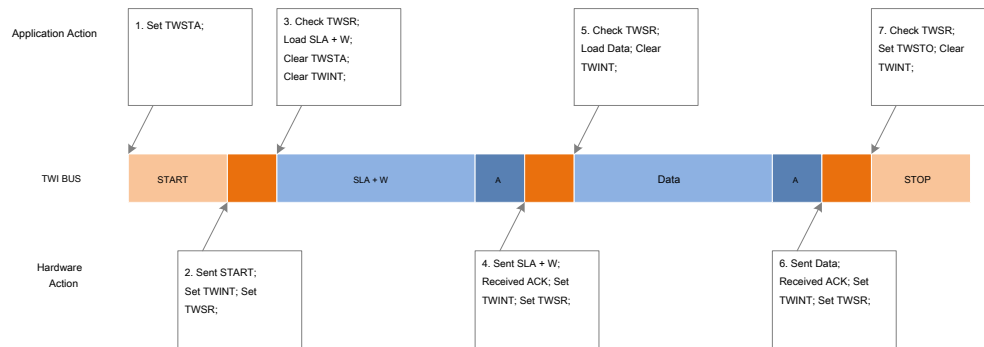 Application Action
1. Set TWSTA;
3. Check TWSR;
Load SLA + W;
Clear TWSTA;
Clear TWINT;
5. Check TWSR;
Load Data; Clear
TWINT;
7. Check TWSR;
Set TWSTO; Clear
TWINT;
TWI BUS
START
SLA + W
A
Data
A
STOP
Hardware
Action
2. Sent START;
Set TWINT; Set
TWSR;
4. Sent SLA + W;
Received ACK; Set
TWINT; Set TWSR;
6. Sent Data;
Received ACK; Set
TWINT; Set TWSR;